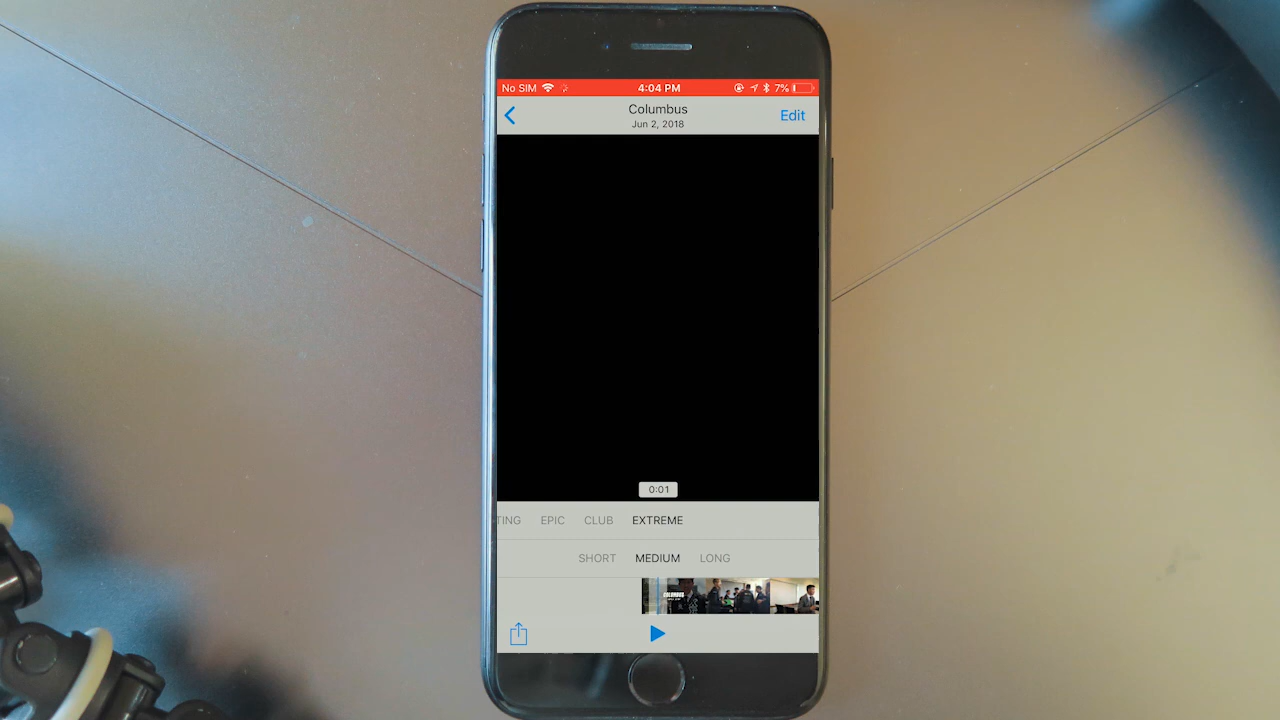 No SIM 4:04 PM 7%
Columbus
Jun 2, 2018
Edit
0:01
TING EPIC CLUB EXTREME
SHORT MEDIUM LONG
COLUMBUS